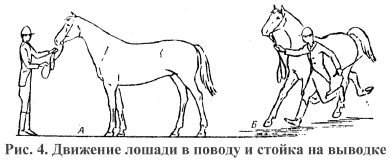 А
Б
Рис. 4. Движение лошади в поводу и стойка на выводке